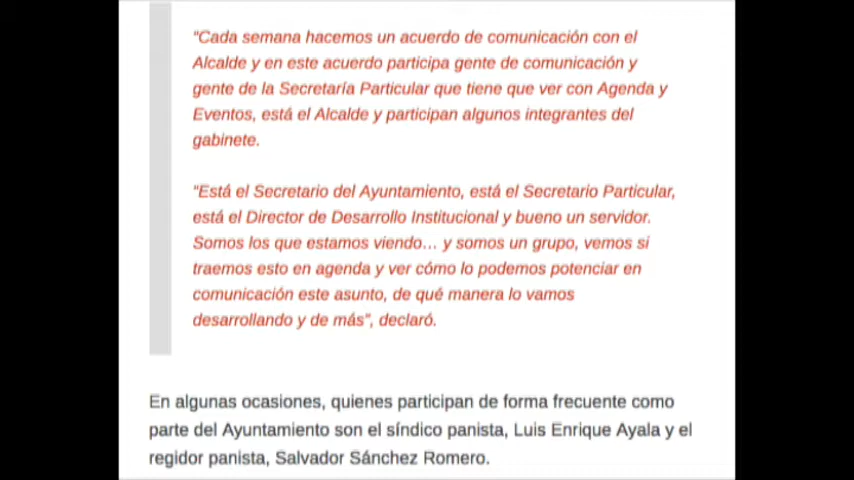 "Cada semana hacemos un acuerdo de comunicación con el
Alcalde y en este acuerdo participa gente de comunicación y
gente de la Secretaría Particular que tiene que ver con Agenda y
Eventos, está el Alcalde y participan algunos integrantes del
gabinete.
"Está el Secretario del Ayuntamiento, está el Secretario Particular,
está el Director de Desarrollo Institucional y bueno un servidor.
Somos los que estamos viendo... y somos un grupo, vemos si
traemos esto en agenda y ver cómo lo podemos potenciar en
comunicación este asunto, de qué manera lo vamos
desarrollando y de más", declaró.
En algunas ocasiones, quienes participan de forma frecuente como
parte del Ayuntamiento son el síndico panista, Luis Enrique Ayala y el
regidor panista, Salvador Sánchez Romero.